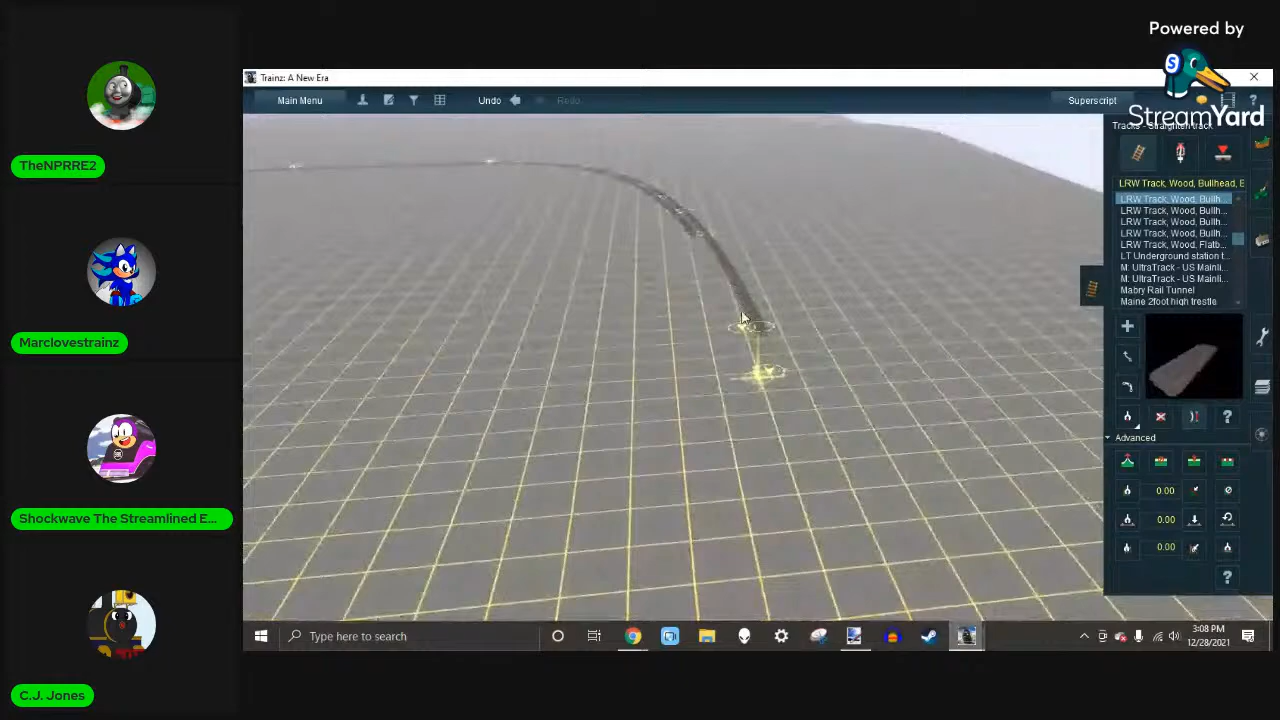 Powered by
StreamYard
TheNPRRE2
Marclovestrainz
Shockwave The Streamlined E...
C.J. Jones
Trainz: A New Era
Main Menu
Undo
Redo
Superscript
?
Tracks - Straighten track
LRW Track, Wood, Bullhead, E
LRW Track, Wood, Bullh...
LRW Track, Wood, Bullh...
LRW Track, Wood, Bullh...
LRW Track, Wood, Bullh...
LRW Track, Wood, Flatb...
LT Underground station t...
M: UltraTrack - US Mainli...
M: UltraTrack - US Mainli...
Mabry Rail Tunnel
Maine 2foot high trestle
?
Advanced
0.00
0.00
0.00
?
Type here to search
3:08 PM
12/28/2021